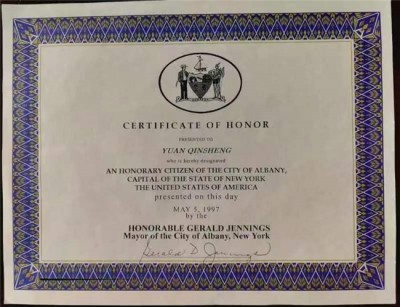 CERTIFICATE OF HONOR
PRESENTED TO
YUAN QINSHENG
who is hereby designated
AN HONORARY CITIZEN OF THE CITY OF ALBANY,
CAPITAL OF THE STATE OF NEW YORK
THE UNITED STATES OF AMERICA
presented on this day
MAY 5, 1997
by the
HONORABLE GERALD JENNINGS
Mayor of the City of Albany, New York
Gerald D. Jennings